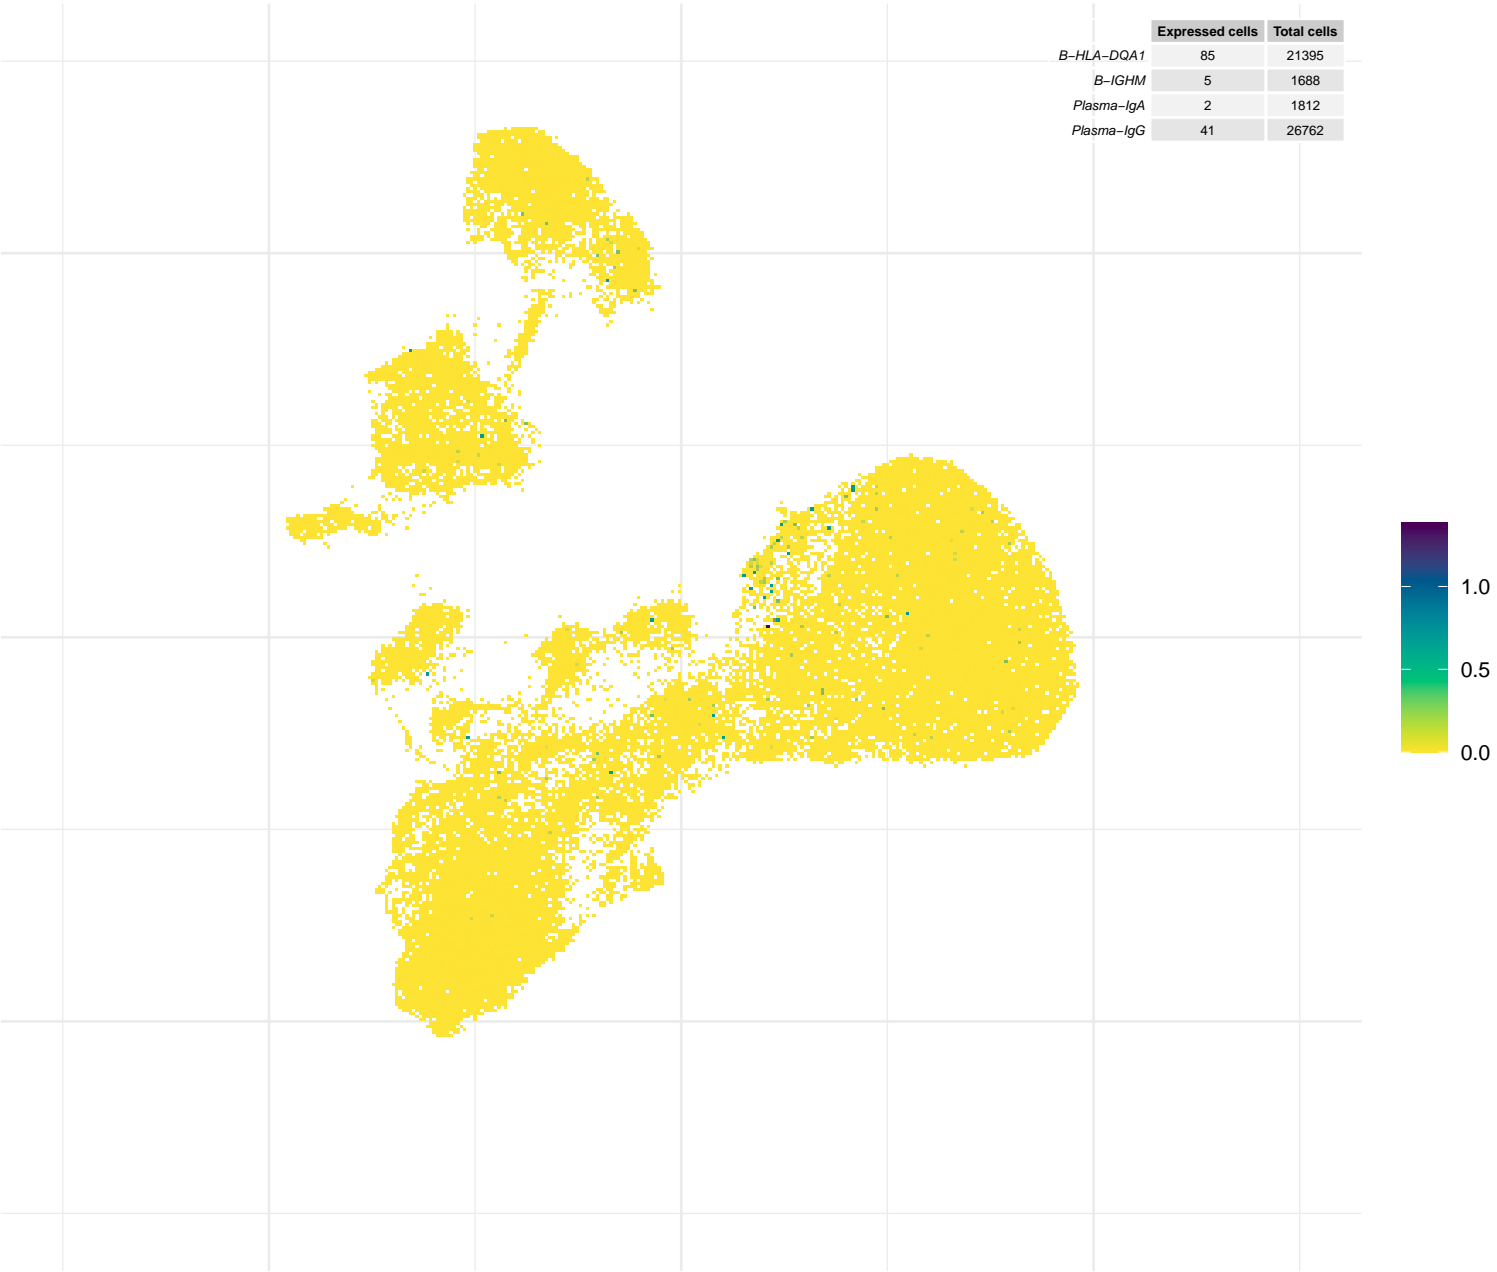 Expressed cells Total cells
B−HLA−DQA1 85 21395
B−IGHM 5 1688
Plasma−IgA 2 1812
Plasma−IgG 41 26762
1.0
0.5
0.0